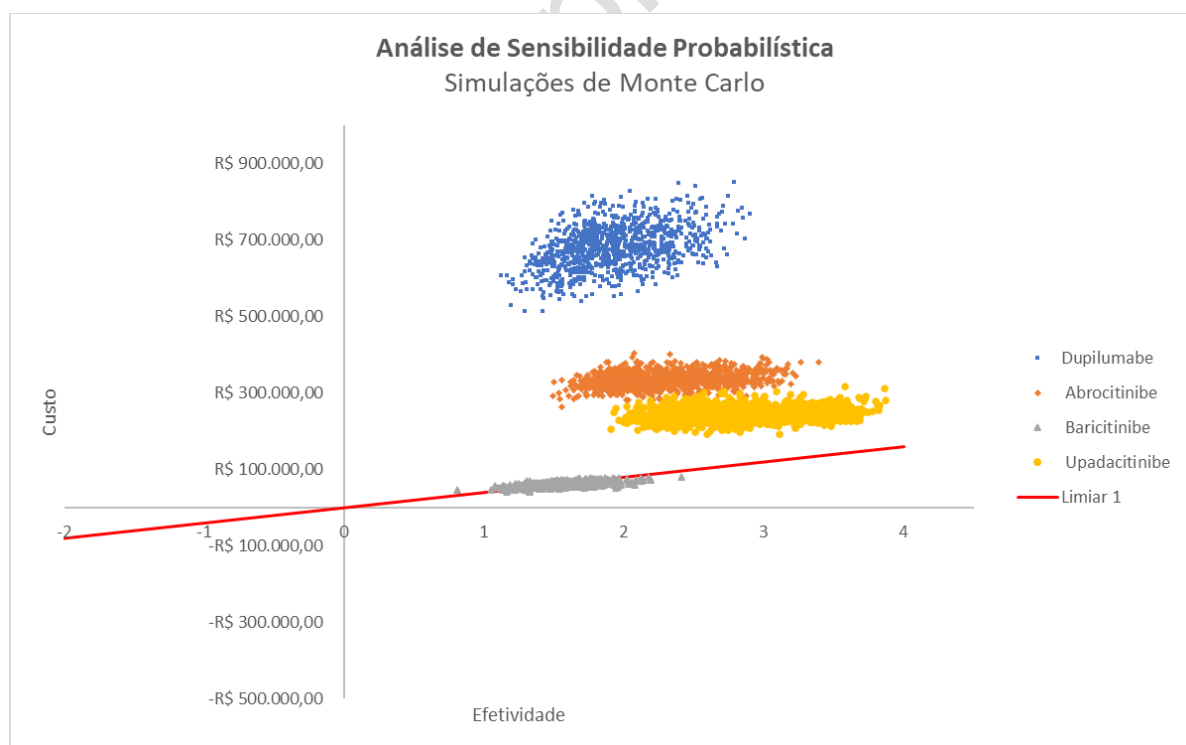 Análise de Sensibilidade Probabilística
Simulações de Monte Carlo
R$ 900.000,00
R$ 700.000,00
R$ 500.000,00
R$ 300.000,00
R$ 100.000,00
-R$ 100.000,00
-R$ 300.000,00
-R$ 500.000,00
Custo
-2
-1
0
1
2
3
4
Efetividade
Dupilumabe
Abrocitinibe
Baricitinibe
Upadacitinibe
Limiar 1